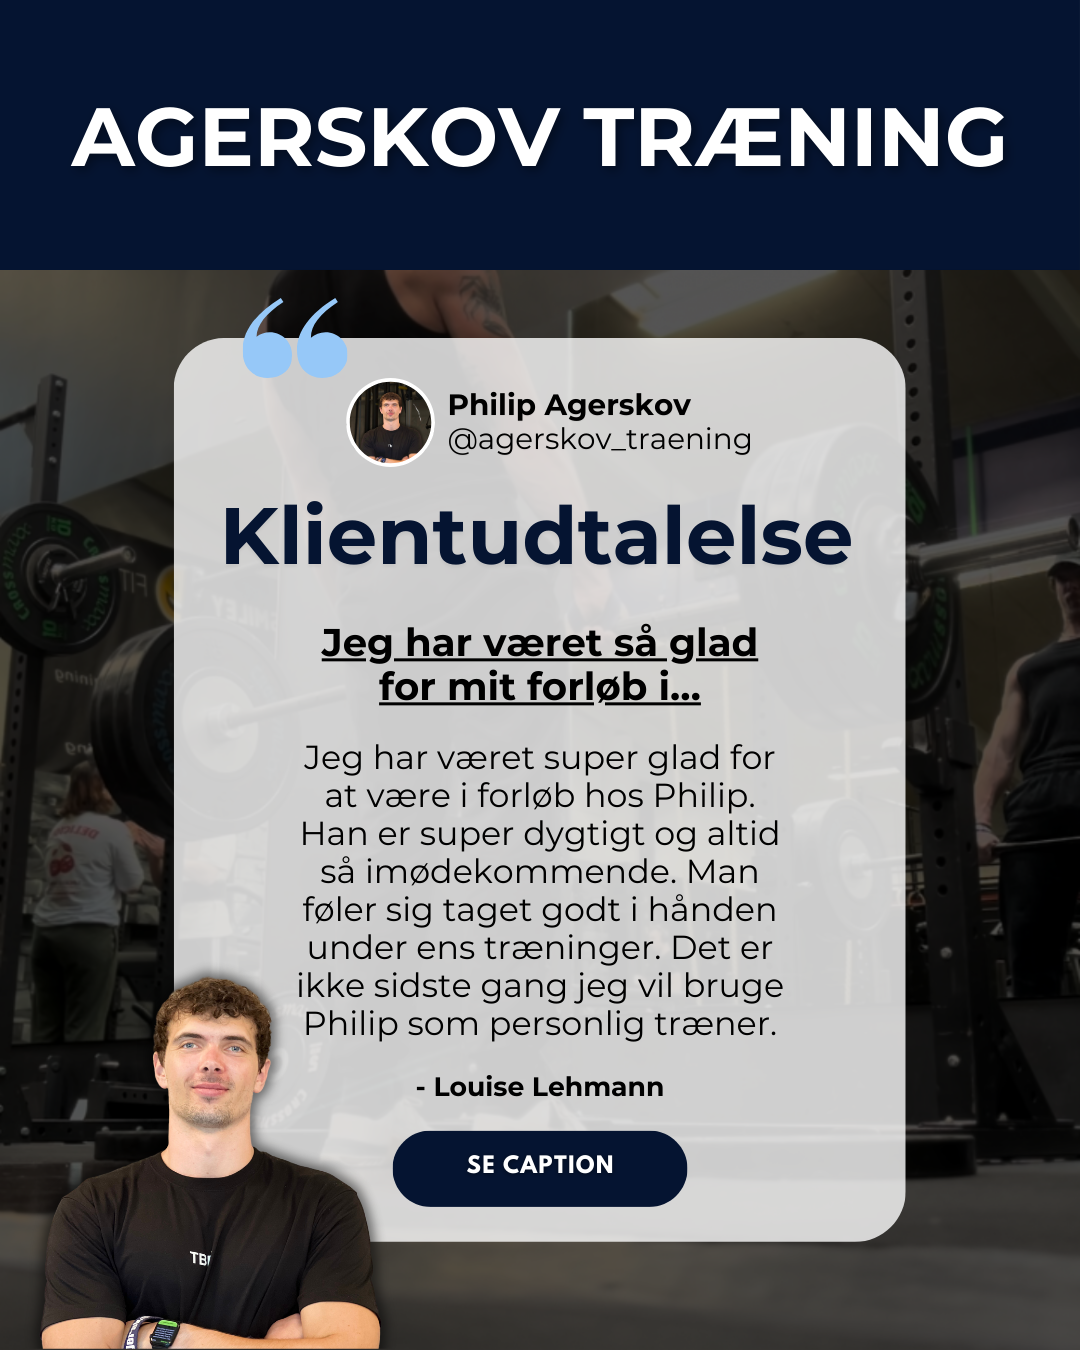 AGERSKOV TRÆNING
Philip Agerskov
@agerskov_traening
Klientudtalelse
Jeg har været så glad
for mit forløb i...
Jeg har været super glad for
at være i forløb hos Philip.
Han er super dygtigt og altid
så imødekommende. Man
føler sig taget godt i hånden
under ens træninger. Det er
ikke sidste gang jeg vil bruge
Philip som personlig træner.
- Louise Lehmann
SE CAPTION